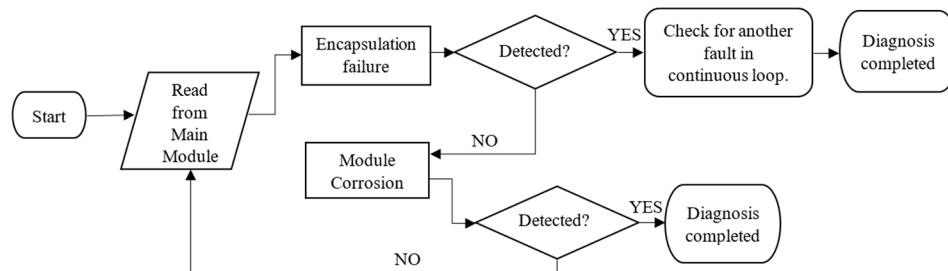 Start
Read
from
Main
Module
Encapsulation
failure
Detected?
YES
Check for another
fault in
continuous loop.
Diagnosis
completed
NO
Module
Corrosion
Detected?
YES
Diagnosis
completed
NO